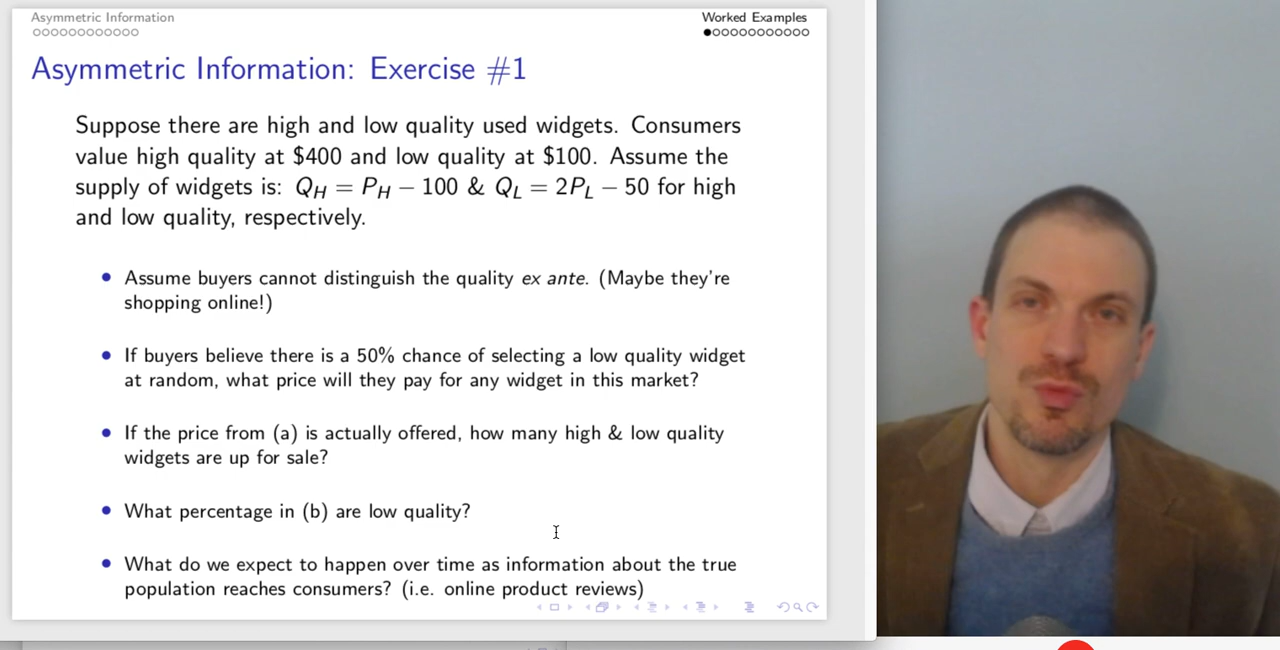 Asymmetric Information
Worked Examples
Asymmetric Information: Exercise #1
Suppose there are high and low quality used widgets. Consumers
value high quality at $400 and low quality at $100. Assume the
supply of widgets is: Q_H = P_H − 100 & Q_L = 2P_L − 50 for high
and low quality, respectively.
• Assume buyers cannot distinguish the quality ex ante. (Maybe they're
shopping online!)
• If buyers believe there is a 50% chance of selecting a low quality widget
at random, what price will they pay for any widget in this market?
• If the price from (a) is actually offered, how many high & low quality
widgets are up for sale?
• What percentage in (b) are low quality?
• What do we expect to happen over time as information about the true
population reaches consumers? (i.e. online product reviews)